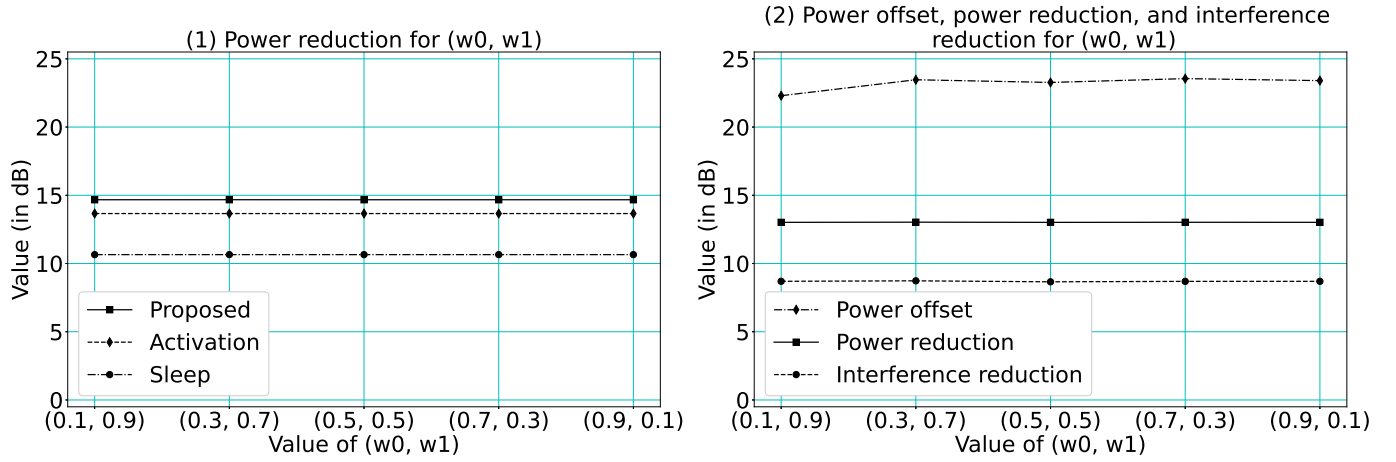 (1) Power reduction for (w0, w1)
Value (in dB)
25
20
15
10
5
0
Proposed
Activation
Sleep
(0.1, 0.9) (0.3, 0.7) (0.5, 0.5) (0.7, 0.3) (0.9, 0.1)
Value of (w0, w1)
(2) Power offset, power reduction, and interference
reduction for (w0, w1)
Value (in dB)
25
20
15
10
5
0
Power offset
Power reduction
Interference reduction
(0.1, 0.9) (0.3, 0.7) (0.5, 0.5) (0.7, 0.3) (0.9, 0.1)
Value of (w0, w1)